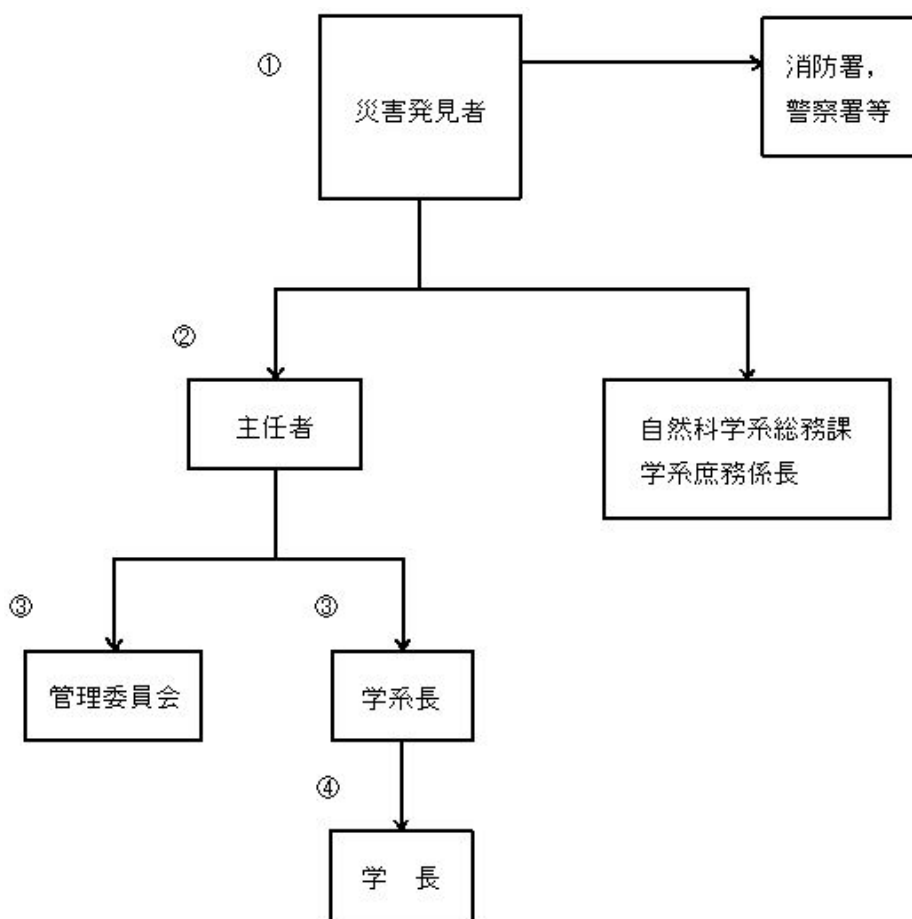 ①
災害発見者
消防署，
警察署等
②
主任者
自然科学系総務課
学系庶務係長
③
③
管理委員会
学系長
④
学　長